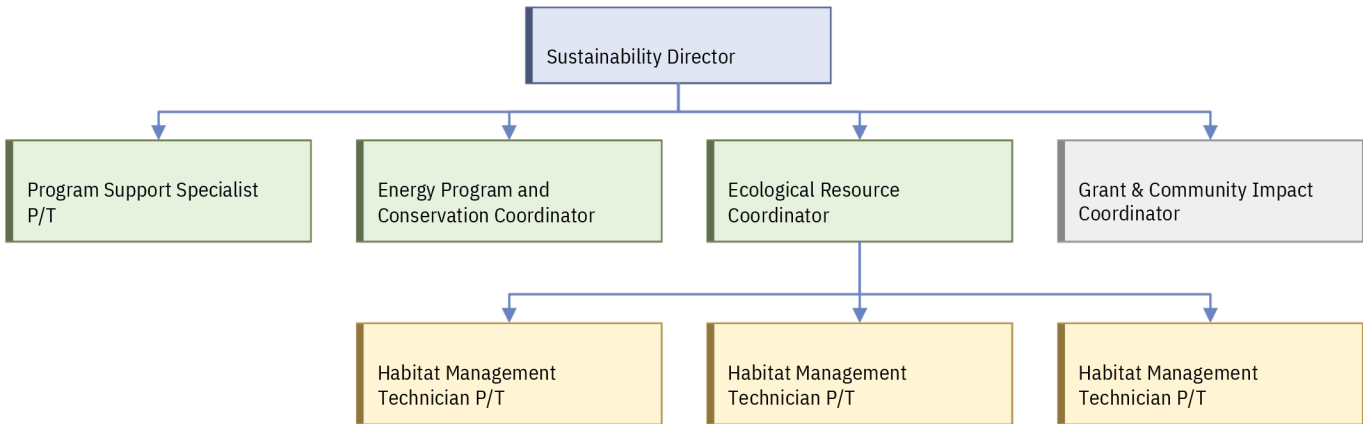 Sustainability Director
Program Support Specialist
P/T
Energy Program and
Conservation Coordinator
Ecological Resource
Coordinator
Grant & Community Impact
Coordinator
Habitat Management
Technician P/T
Habitat Management
Technician P/T
Habitat Management
Technician P/T